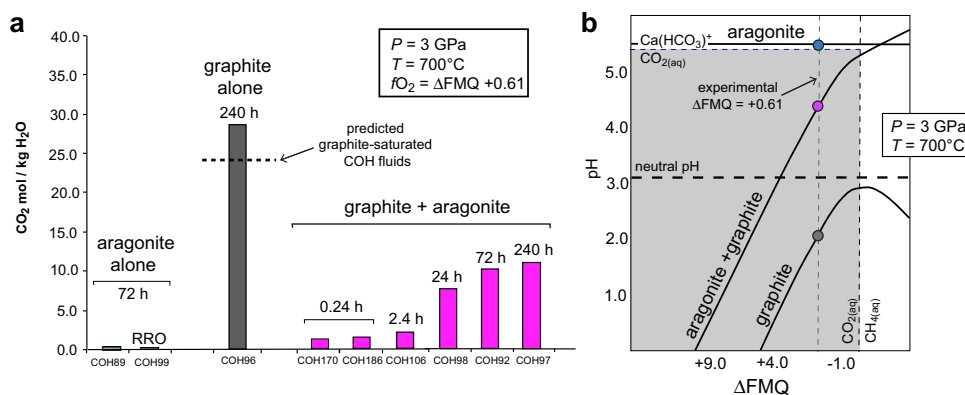 a
CO2 mol / kg H2O
40.0
35.0
30.0
25.0
20.0
15.0
10.0
5.0
0.0
graphite
alone
240 h
P = 3 GPa
T = 700°C
fO2 = ΔFMQ +0.61
predicted
graphite-saturated
COH fluids
graphite + aragonite
aragonite
alone
72 h
RRO
0.24 h
2.4 h
24 h
72 h
240 h
COH89
COH99
COH96
COH170
COH186
COH106
COH98
COH92
COH97
b
pH
5.0
4.0
3.0
2.0
1.0
Ca(HCO3)+
aragonite
CO2(aq)
experimental
ΔFMQ = +0.61
P = 3 GPa
T = 700°C
neutral pH
aragonite +graphite
graphite
CO2(aq)
CH4(aq)
+9.0
+4.0
-1.0
ΔFMQ